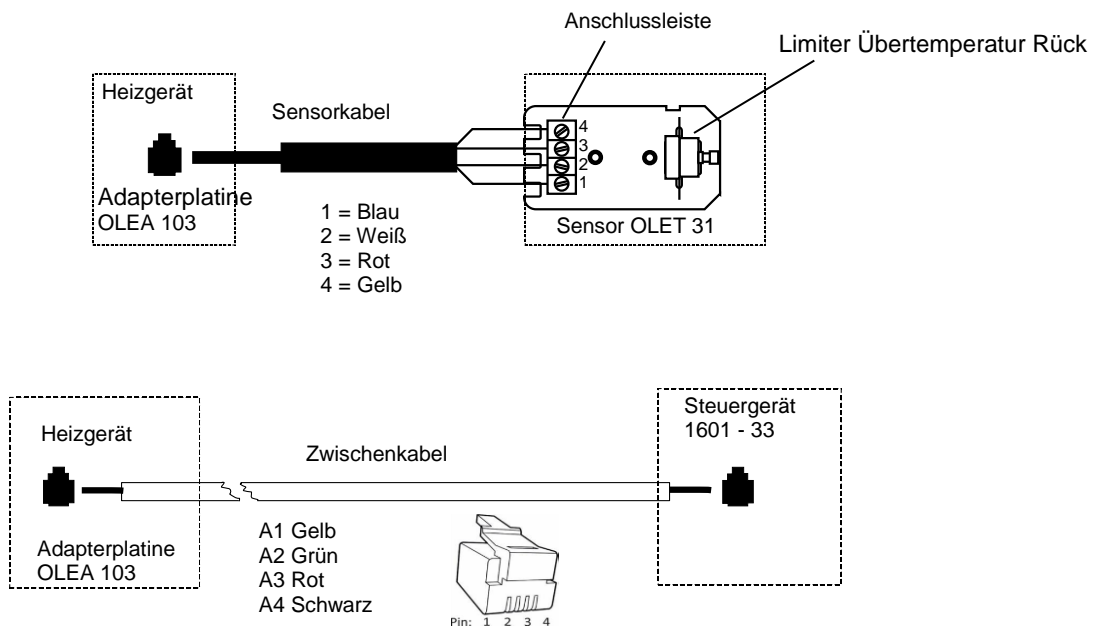 Anschlussleiste
Limiter Übertemperatur Rück
Heizgerät
Sensorkabel
4
3
2
1
Adapterplatine
OLEA 103
1 = Blau
2 = Weiß
3 = Rot
4 = Gelb
Sensor OLET 31
Steuergerät
1601 - 33
Heizgerät
Zwischenkabel
Adapterplatine
OLEA 103
A1 Gelb
A2 Grün
A3 Rot
A4 Schwarz
Pin: 1 2 3 4